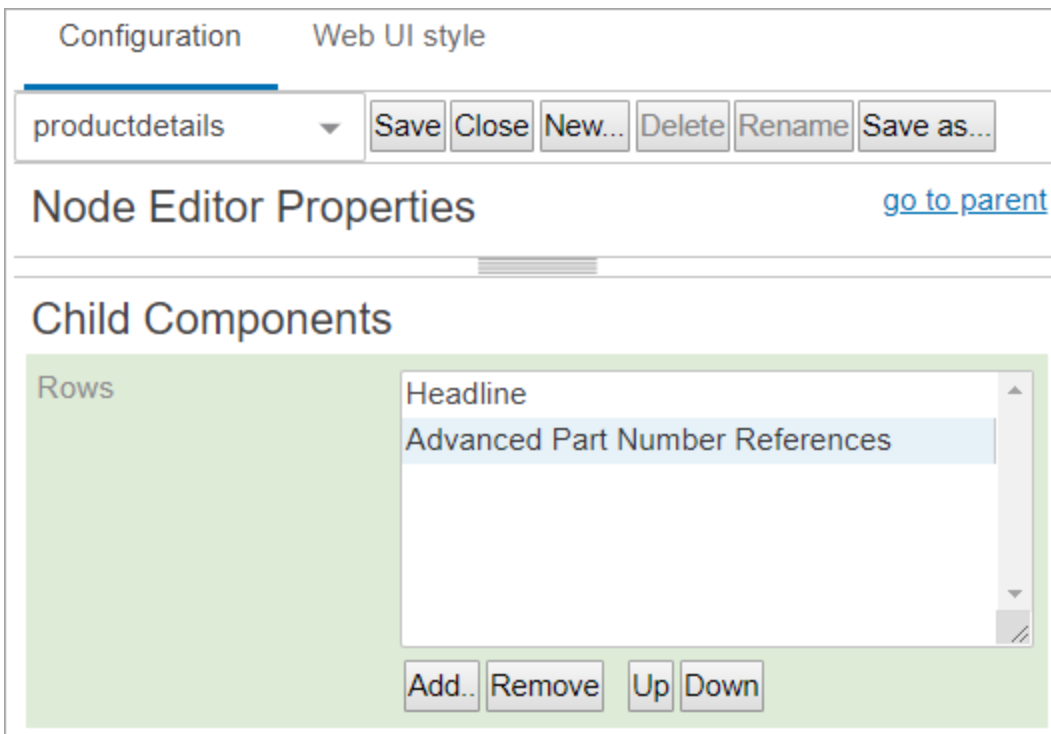 Configuration Web UI style
productdetails Save Close New... Delete Rename Save as...
Node Editor Properties go to parent
Child Components
Rows Headline
Advanced Part Number References
Add.. Remove Up Down